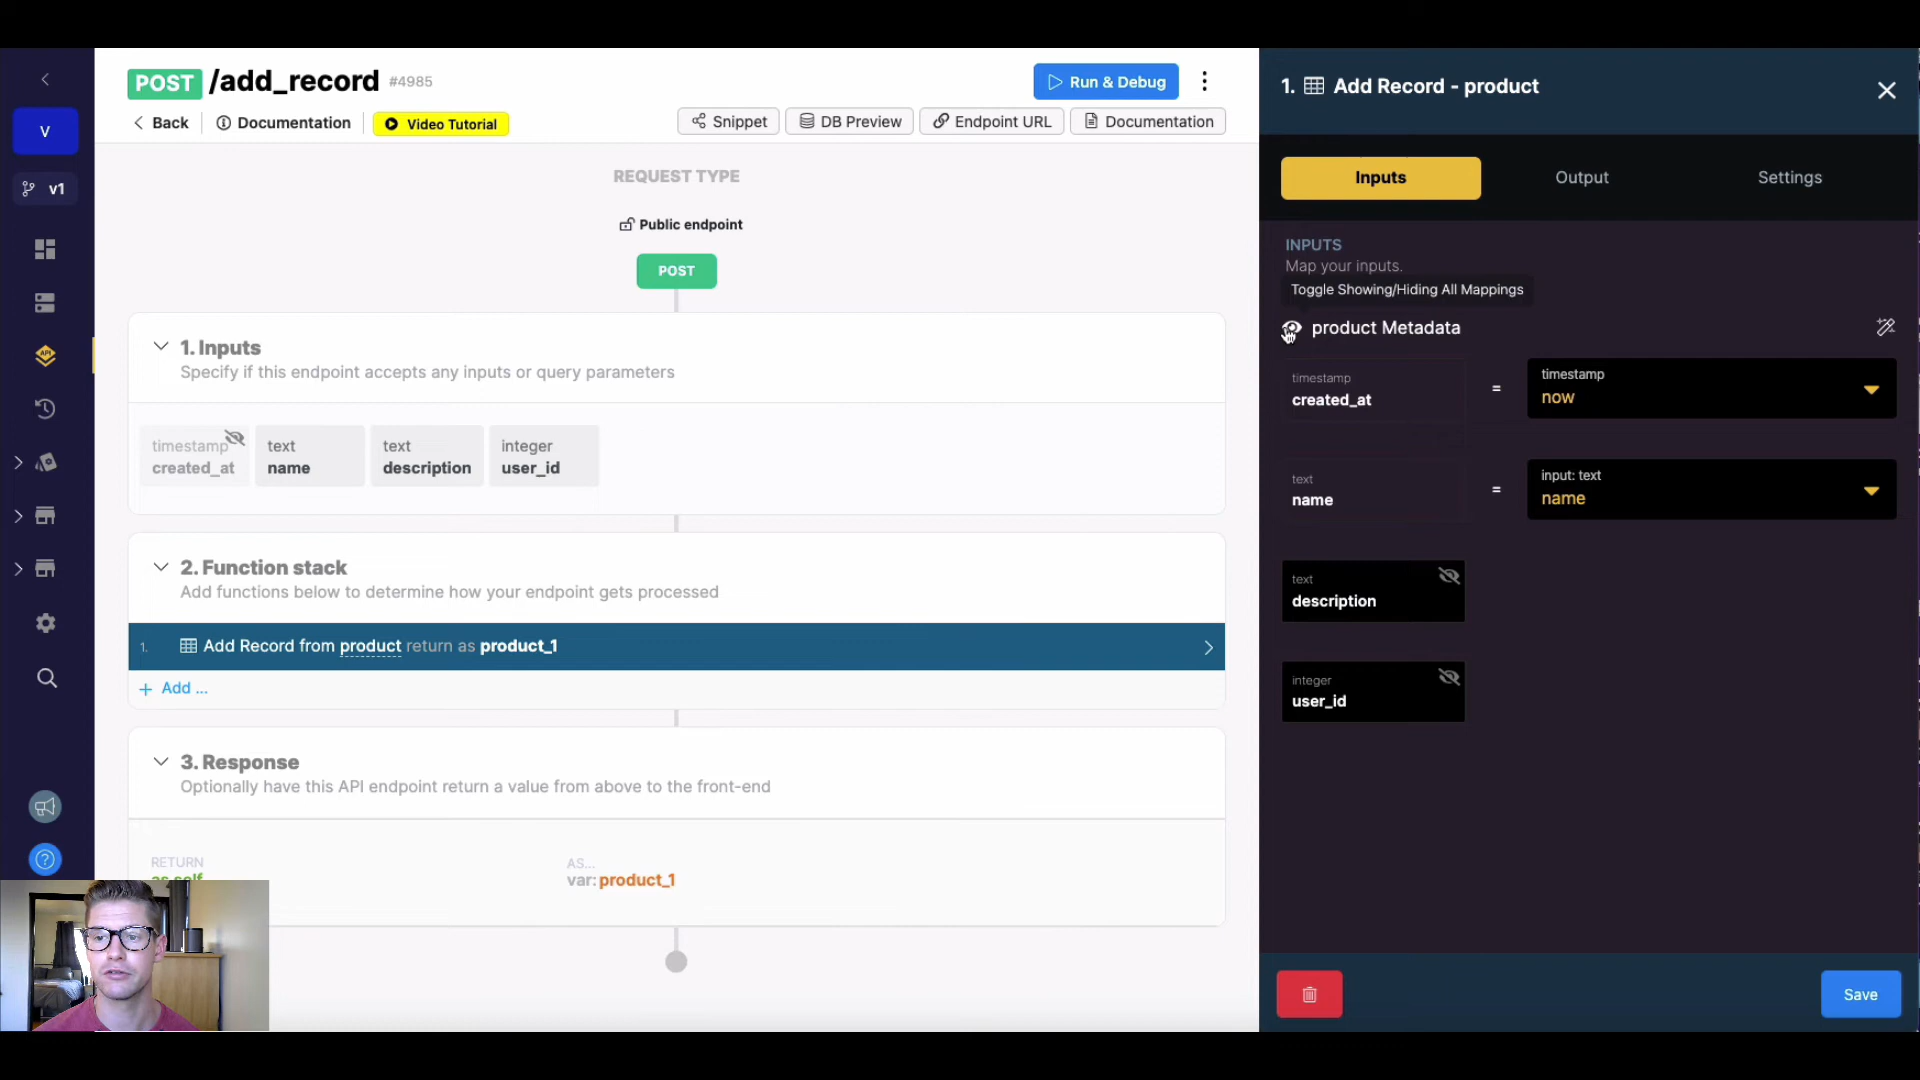 POST /add_record #4985
Run & Debug
Back
Documentation
Video Tutorial
Snippet
DB Preview
Endpoint URL
Documentation
V
v1
API
REQUEST TYPE
Public endpoint
POST
1. Inputs
Specify if this endpoint accepts any inputs or query parameters
timestamp
created_at
text
name
text
description
integer
user_id
2. Function stack
Add functions below to determine how your endpoint gets processed
1. Add Record from product return as product_1
+ Add ...
3. Response
Optionally have this API endpoint return a value from above to the front-end
RETURN
as self
AS...
var: product_1
1. Add Record - product
Inputs
Output
Settings
INPUTS
Map your inputs.
Toggle Showing/Hiding All Mappings
product Metadata
timestamp
created_at
=
timestamp
now
text
name
=
input: text
name
text
description
integer
user_id
Save